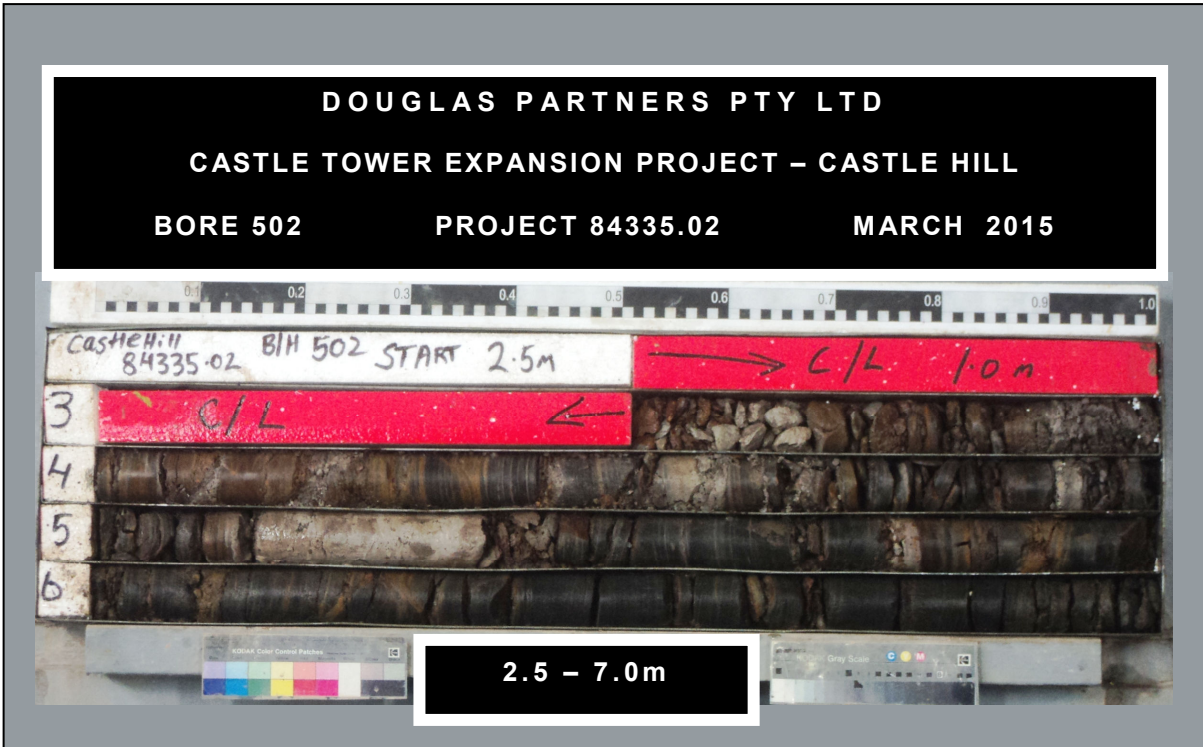 DOUGLAS PARTNERS PTY LTD
CASTLE TOWER EXPANSION PROJECT – CASTLE HILL
BORE 502 PROJECT 84335.02 MARCH 2015
0.1 0.2 0.3 0.4 0.5 0.6 0.7 0.8 0.9 1.0
CastleHill B/H 502 START 2.5m
84335.02
C/L 1.0m
3 C/L
4
5
6
KODAK Color Control Patches
Gray Scale C Y M
2.5 – 7.0m